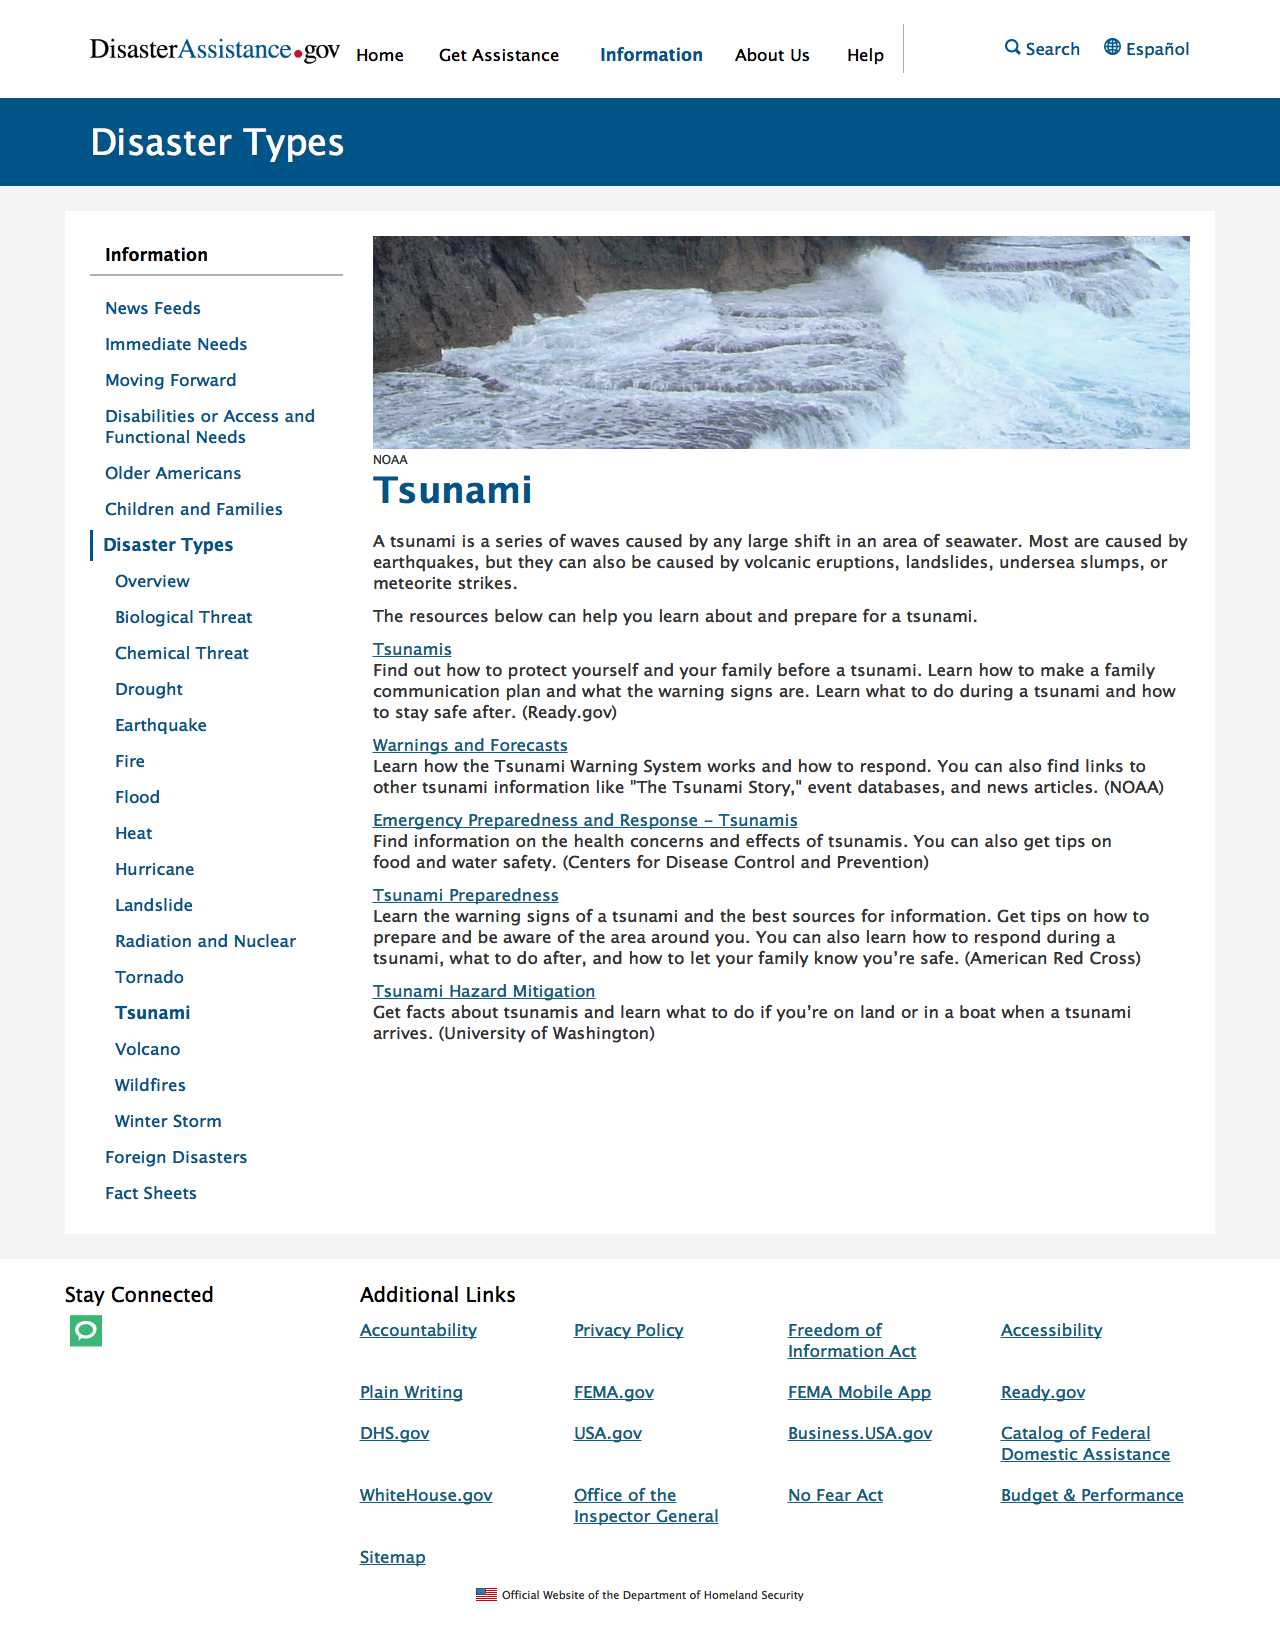 DisasterAssistance.gov
Home
Get Assistance
Information
About Us
Help
Search
Español
Disaster Types
Information
News Feeds
Immediate Needs
Moving Forward
Disabilities or Access and
Functional Needs
Older Americans
Children and Families
Disaster Types
Overview
Biological Threat
Chemical Threat
Drought
Earthquake
Fire
Flood
Heat
Hurricane
Landslide
Radiation and Nuclear
Tornado
Tsunami
Volcano
Wildfires
Winter Storm
Foreign Disasters
Fact Sheets
NOAA
Tsunami
A tsunami is a series of waves caused by any large shift in an area of seawater. Most are caused by
earthquakes, but they can also be caused by volcanic eruptions, landslides, undersea slumps, or
meteorite strikes.
The resources below can help you learn about and prepare for a tsunami.
Tsunamis
Find out how to protect yourself and your family before a tsunami. Learn how to make a family
communication plan and what the warning signs are. Learn what to do during a tsunami and how
to stay safe after. (Ready.gov)
Warnings and Forecasts
Learn how the Tsunami Warning System works and how to respond. You can also find links to
other tsunami information like "The Tsunami Story," event databases, and news articles. (NOAA)
Emergency Preparedness and Response – Tsunamis
Find information on the health concerns and effects of tsunamis. You can also get tips on
food and water safety. (Centers for Disease Control and Prevention)
Tsunami Preparedness
Learn the warning signs of a tsunami and the best sources for information. Get tips on how to
prepare and be aware of the area around you. You can also learn how to respond during a
tsunami, what to do after, and how to let your family know you’re safe. (American Red Cross)
Tsunami Hazard Mitigation
Get facts about tsunamis and learn what to do if you’re on land or in a boat when a tsunami
arrives. (University of Washington)
Stay Connected
Additional Links
Accountability
Privacy Policy
Freedom of
Information Act
Accessibility
Plain Writing
FEMA.gov
FEMA Mobile App
Ready.gov
DHS.gov
USA.gov
Business.USA.gov
Catalog of Federal
Domestic Assistance
WhiteHouse.gov
Office of the
Inspector General
No Fear Act
Budget & Performance
Sitemap
Official Website of the Department of Homeland Security